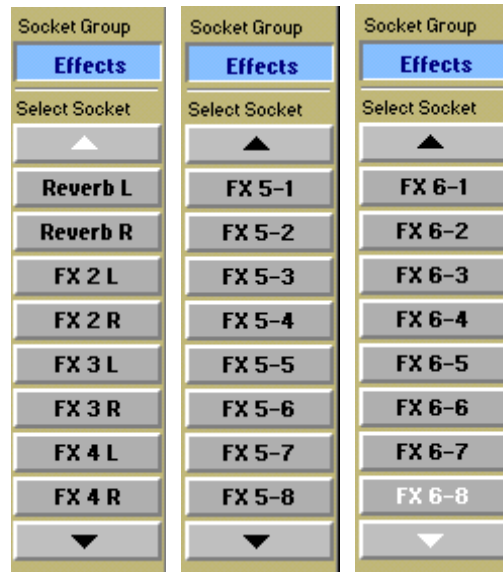 Socket Group
Effects
Select Socket
Reverb L
Reverb R
FX 2 L
FX 2 R
FX 3 L
FX 3 R
FX 4 L
FX 4 R
Socket Group
Effects
Select Socket
FX 5-1
FX 5-2
FX 5-3
FX 5-4
FX 5-5
FX 5-6
FX 5-7
FX 5-8
Socket Group
Effects
Select Socket
FX 6-1
FX 6-2
FX 6-3
FX 6-4
FX 6-5
FX 6-6
FX 6-7
FX 6-8